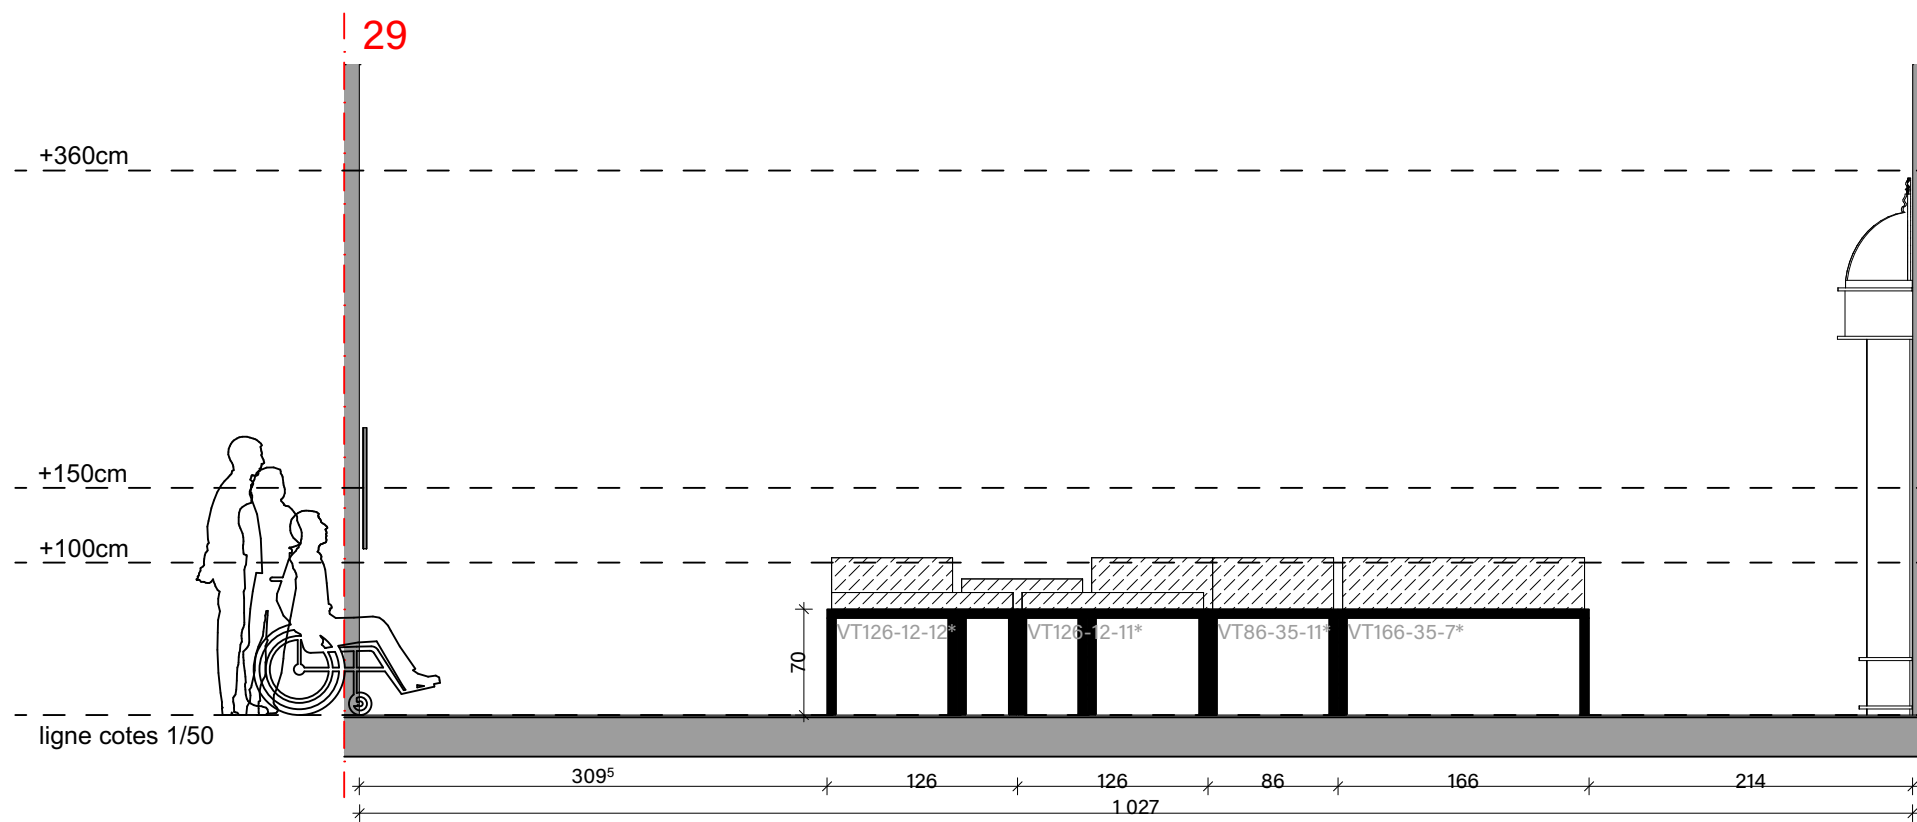 29
+360cm
+150cm
+100cm
VT126-12-12* VT126-12-11* VT86-35-11* VT166-35-7*
70
ligne cotes 1/50
309⁵ 126 126 86 166 214
1 027